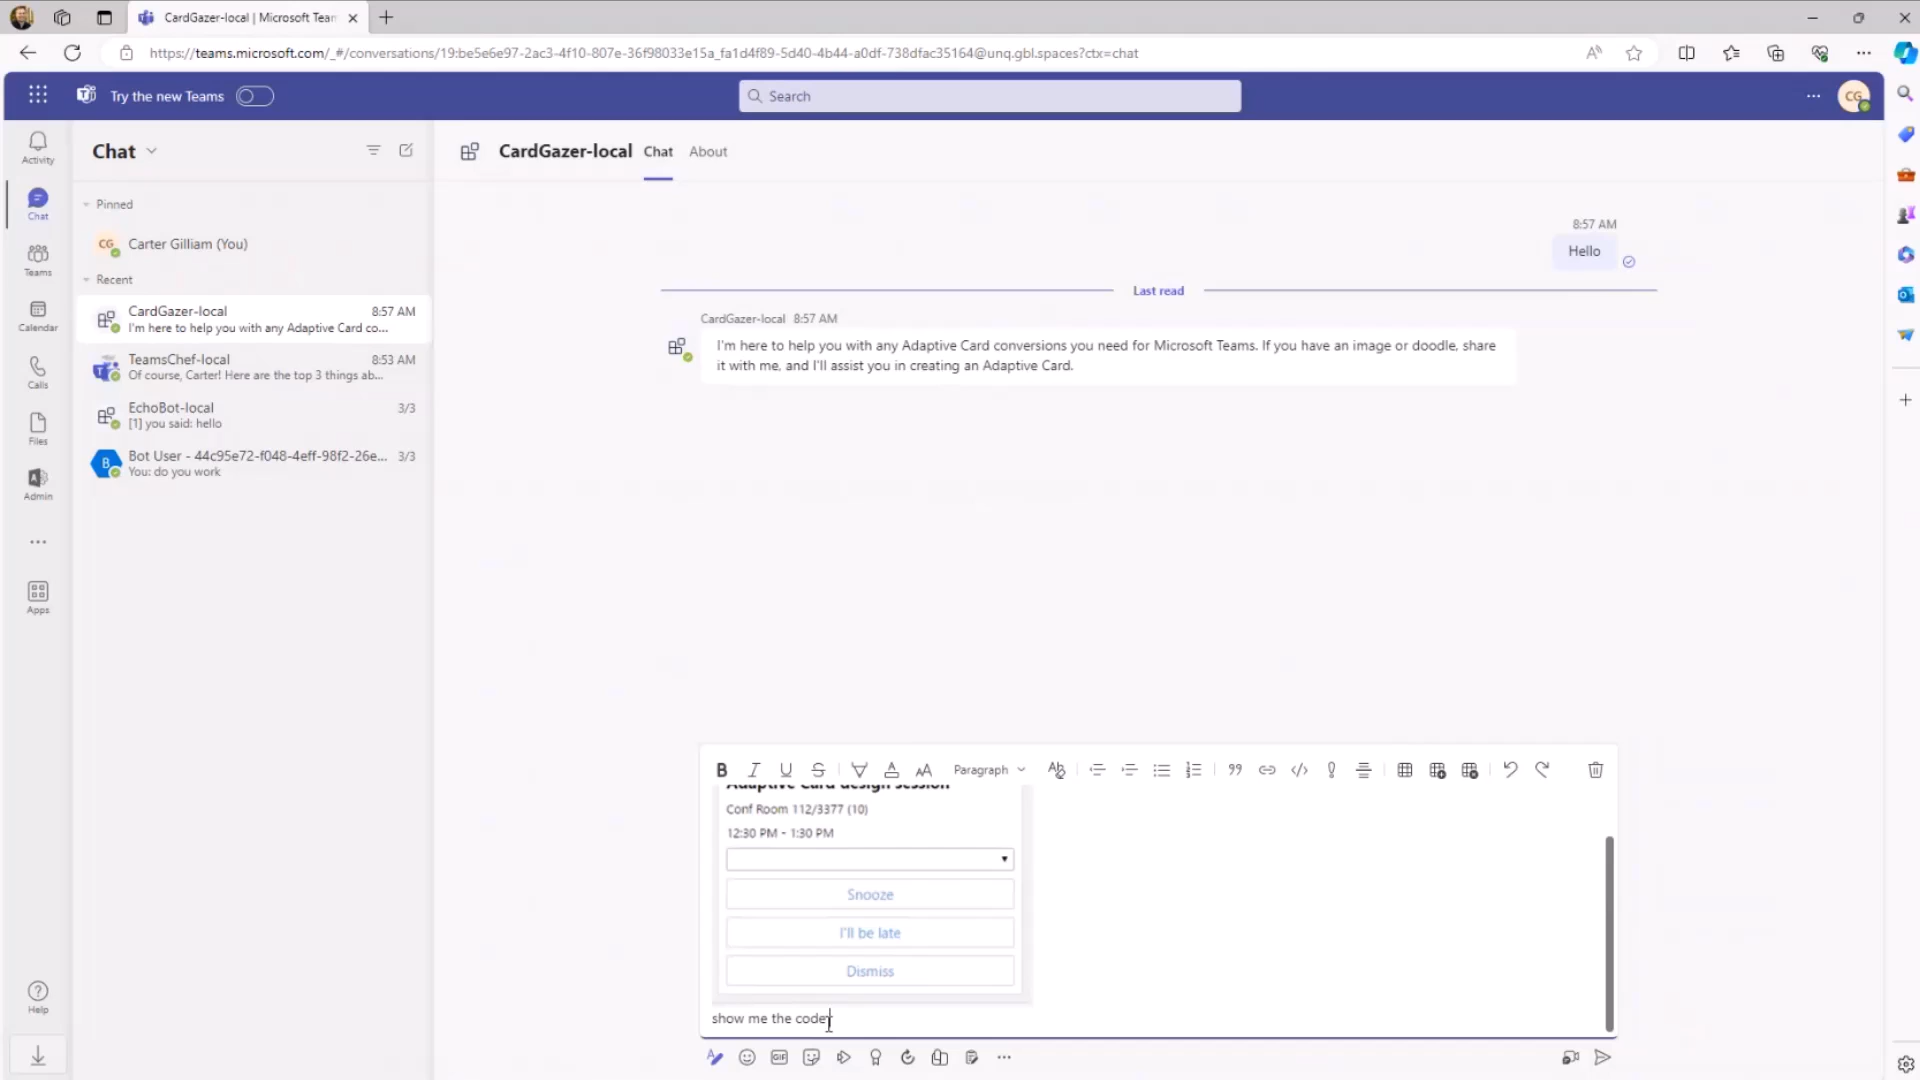 CardGazer-local | Microsoft Tean
https://teams.microsoft.com/_#/conversations/19:be5e6e97-2ac3-4f10-807e-36f98033e15a_fa1d4f89-5d40-4b44-a0df-738dfac35164@unq.gbl.spaces?ctx=chat
Try the new Teams
Search
CG
Activity
Chat
Teams
Calendar
Calls
Files
Admin
Apps
Help
Chat
Pinned
CG Carter Gilliam (You)
Recent
CardGazer-local 8:57 AM
I'm here to help you with any Adaptive Card co...
TeamsChef-local 8:53 AM
Of course, Carter! Here are the top 3 things ab...
EchoBot-local 3/3
[1] you said: hello
B Bot User - 44c95e72-f048-4eff-98f2-26e... 3/3
You: do you work
CardGazer-local Chat About
8:57 AM
Hello
Last read
CardGazer-local 8:57 AM
I'm here to help you with any Adaptive Card conversions you need for Microsoft Teams. If you have an image or doodle, share
it with me, and I'll assist you in creating an Adaptive Card.
Paragraph
Adaptive Card design session
Conf Room 112/3377 (10)
12:30 PM - 1:30 PM
Snooze
I'll be late
Dismiss
show me the code
GIF